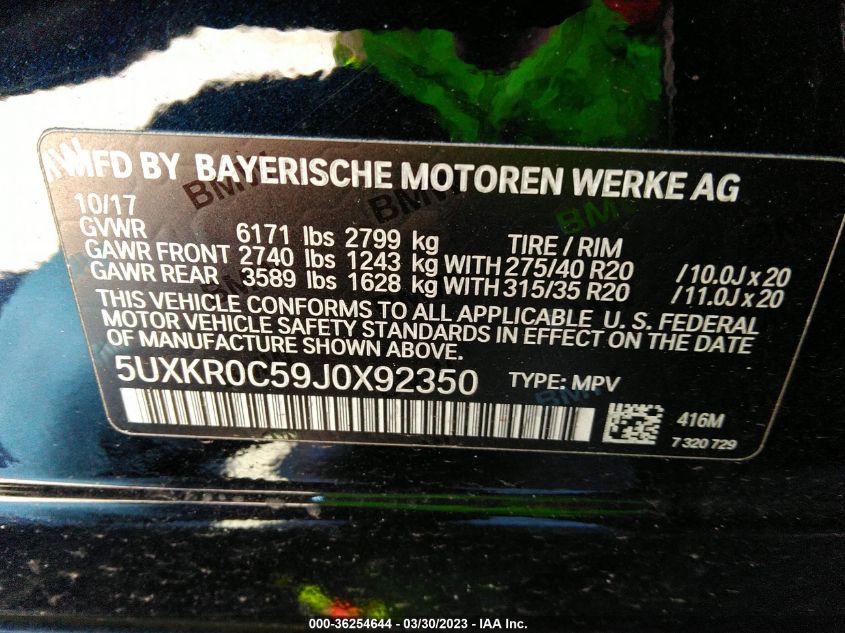 MFD BY BAYERISCHE MOTOREN WERKE AG
10/17
GVWR 6171 lbs 2799 kg TIRE / RIM
GAWR FRONT 2740 lbs 1243 kg WITH 275/40 R20 /10.0J x 20
GAWR REAR 3589 lbs 1628 kg WITH 315/35 R20 /11.0J x 20
THIS VEHICLE CONFORMS TO ALL APPLICABLE U. S. FEDERAL
MOTOR VEHICLE SAFETY STANDARDS IN EFFECT ON THE DATE
OF MANUFACTURE SHOWN ABOVE.
5UXKR0C59J0X92350 TYPE: MPV
416M
7 320 729
000-36254644 - 03/30/2023 - IAA Inc.